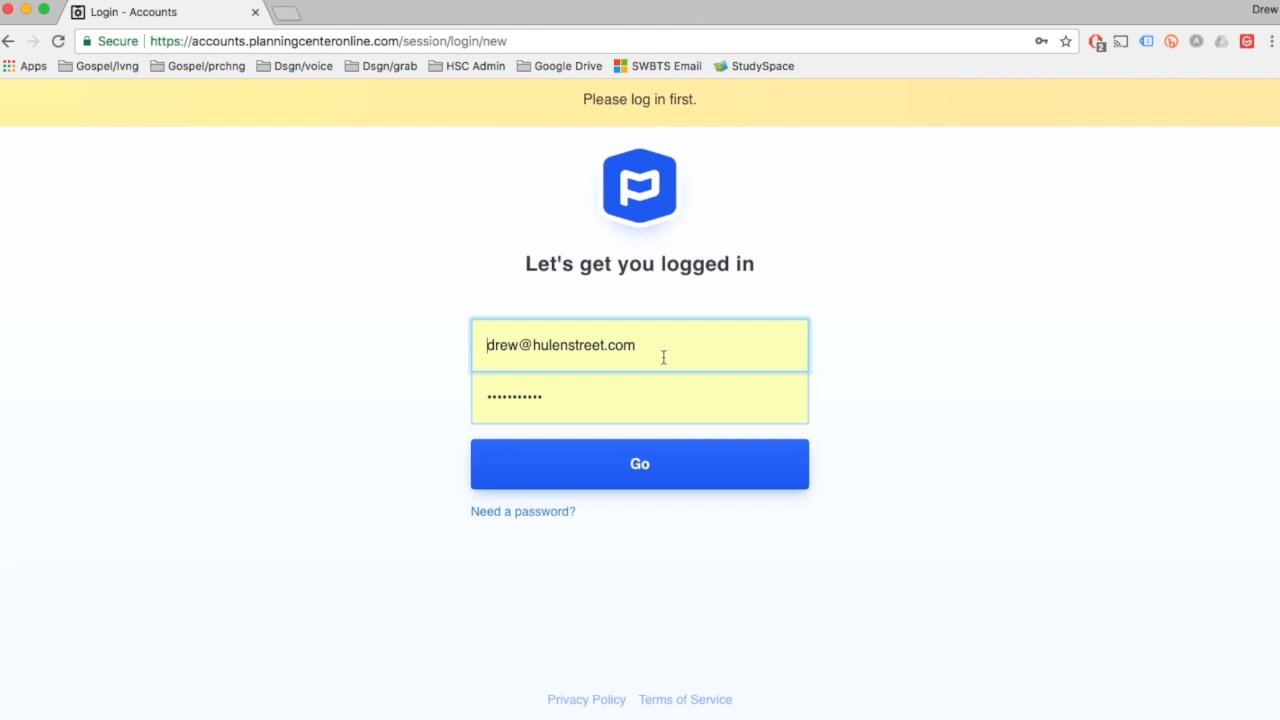 Login - Accounts
Drew
Secure https://accounts.planningcenteronline.com/session/login/new
2
Apps Gospel/lvng Gospel/prchng Dsgn/voice Dsgn/grab HSC Admin Google Drive SWBTS Email StudySpace
Please log in first.
Let's get you logged in
drew@hulenstreet.com
•••••••••••
Go
Need a password?
Privacy Policy Terms of Service